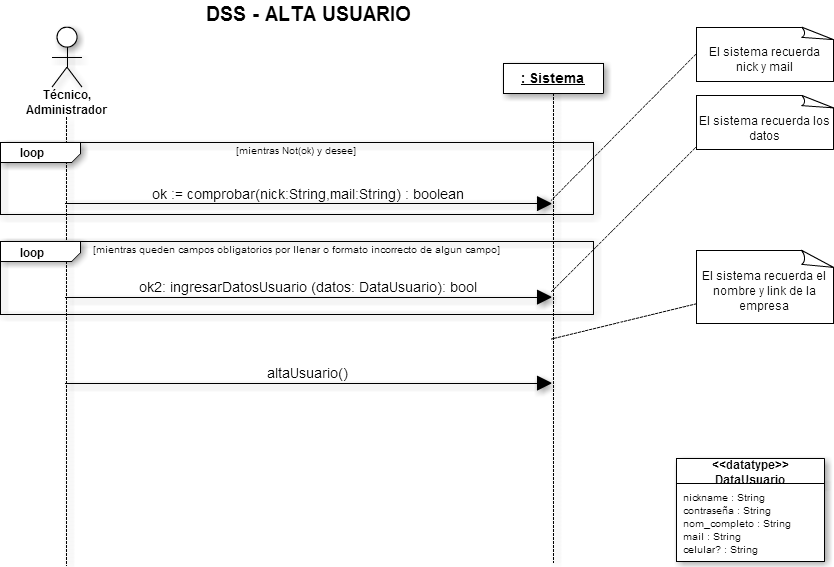 DSS - ALTA USUARIO
El sistema recuerda
nick y mail
: Sistema
Técnico,
Administrador
El sistema recuerda los
datos
loop
[mientras Not(ok) y desee]
ok := comprobar(nick:String,mail:String) : boolean
loop
[mientras queden campos obligatorios por llenar o formato incorrecto de algun campo]
ok2: ingresarDatosUsuario (datos: DataUsuario): bool
El sistema recuerda el
nombre y link de la
empresa
altaUsuario()
<<datatype>>
DataUsuario
nickname : String
contraseña : String
nom_completo : String
mail : String
celular? : String